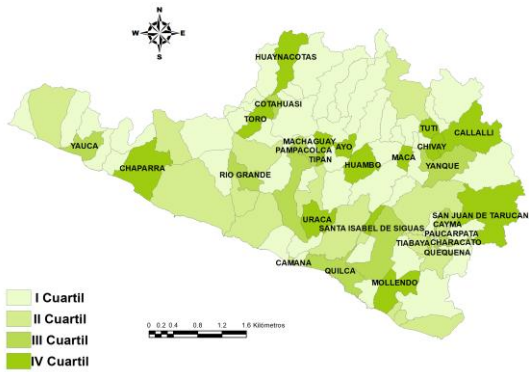 N
W E
S
HUAYNACOTAS
COTAHUASI
TORO
YAUCA
CHAPARRA
MACHAGUAY
PAMPACOLCA
AYO
TIPAN
RIO GRANDE
HUAMBO
MACA
TUTI
CALLALLI
CHIVAY
YANQUE
URACA
SANTA ISABEL DE SIGUAS
SAN JUAN DE TARUCAN
CAYMA
PAUCARPATA
TIABAYA
CHARACATO
QUEQUENA
CAMANA
QUILCA
MOLLENDO
I Cuartil
II Cuartil
III Cuartil
IV Cuartil
0 0.2 0.4 0.8 1.2 1.6 Kilómetros